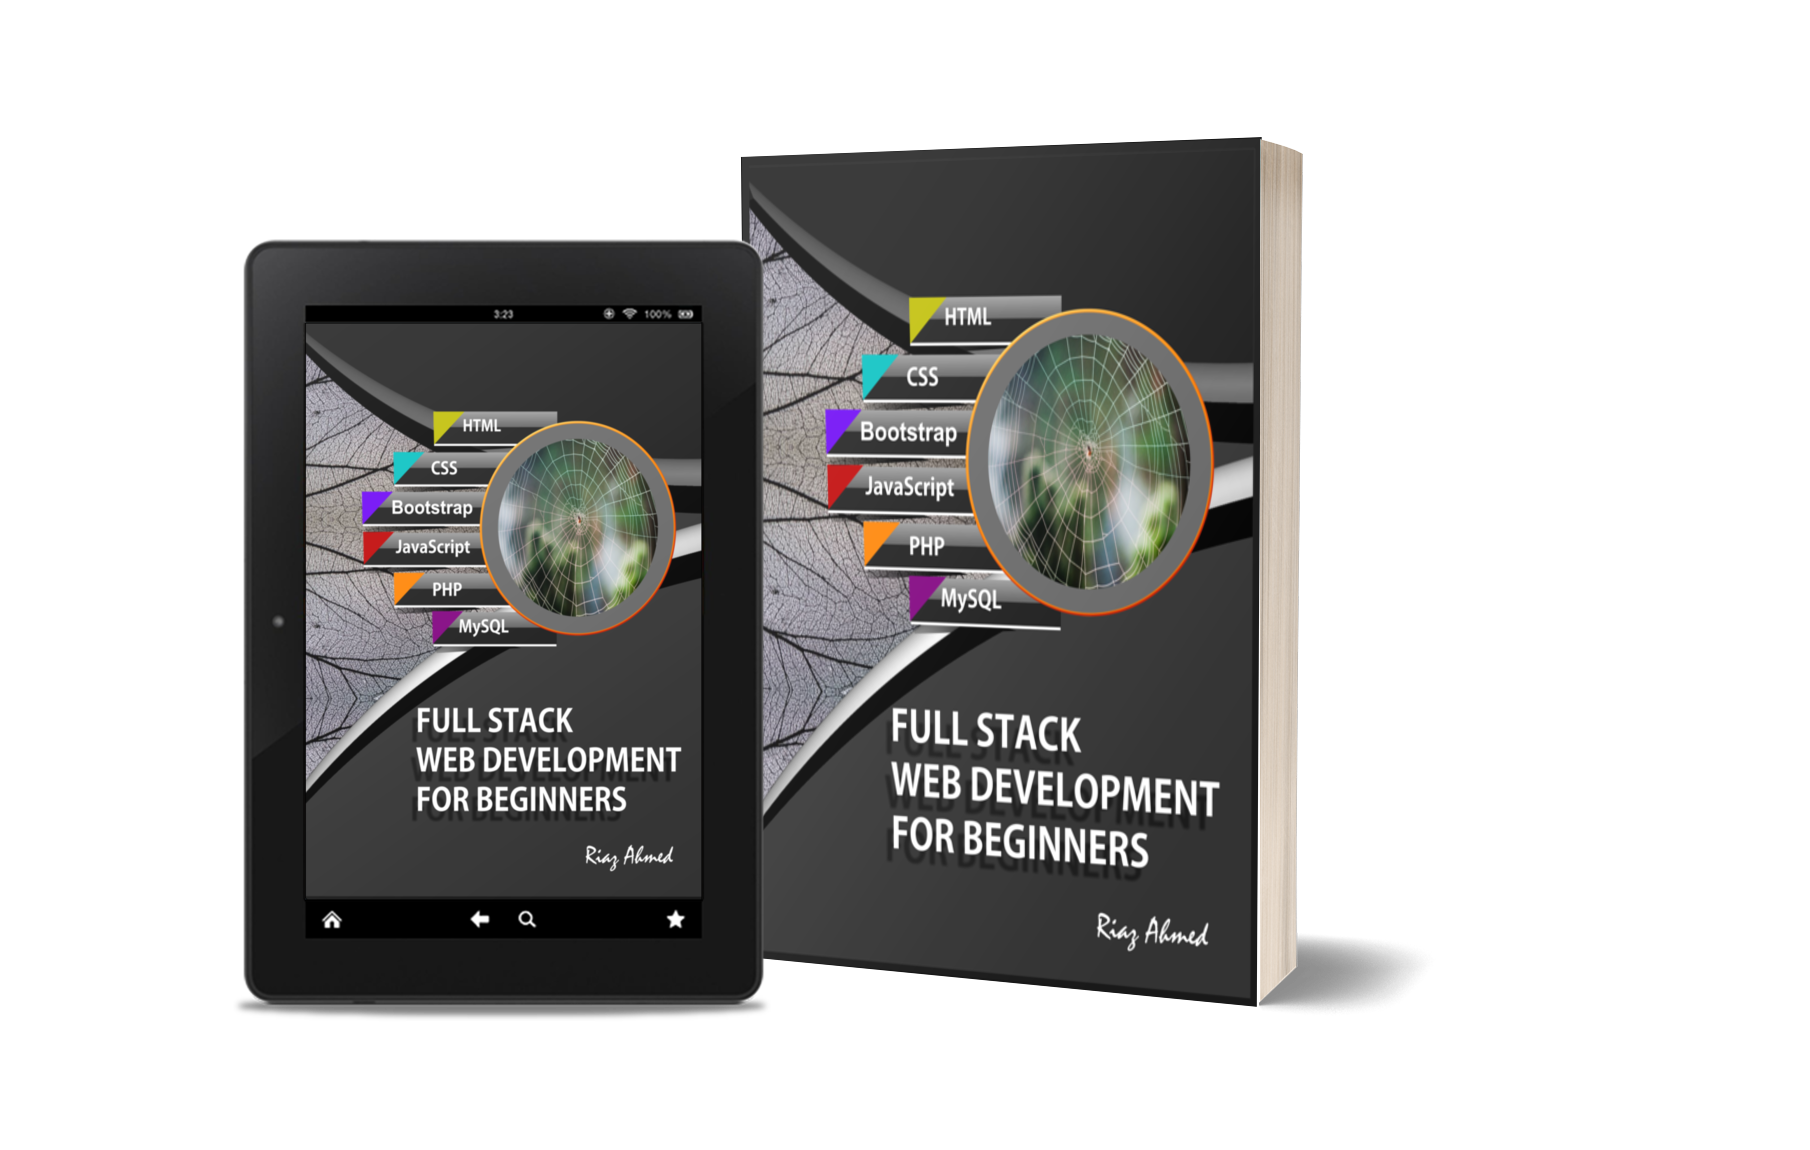 3:23 100%
HTML
CSS
Bootstrap
JavaScript
PHP
MySQL
FULL STACK
WEB DEVELOPMENT
FOR BEGINNERS
Riaz Ahmed
HTML
CSS
Bootstrap
JavaScript
PHP
MySQL
FULL STACK
WEB DEVELOPMENT
FOR BEGINNERS
Riaz Ahmed